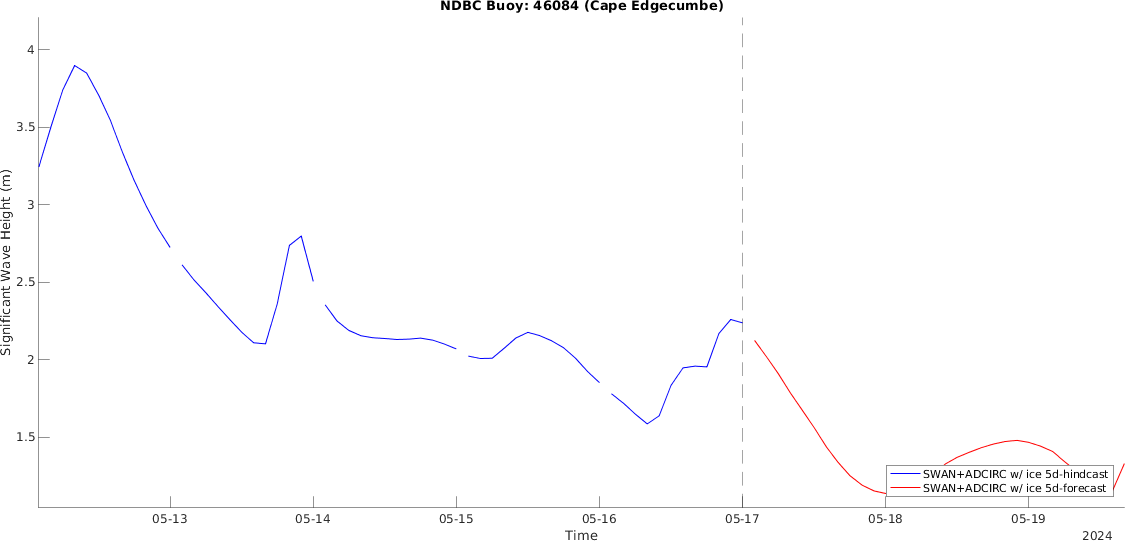 NDBC Buoy: 46084 (Cape Edgecumbe)
4
3.5
3
2.5
2
1.5
Significant Wave Height (m)
SWAN+ADCIRC w/ ice 5d-hindcast
SWAN+ADCIRC w/ ice 5d-forecast
05-13 05-14 05-15 05-16 05-17 05-18 05-19
Time
2024